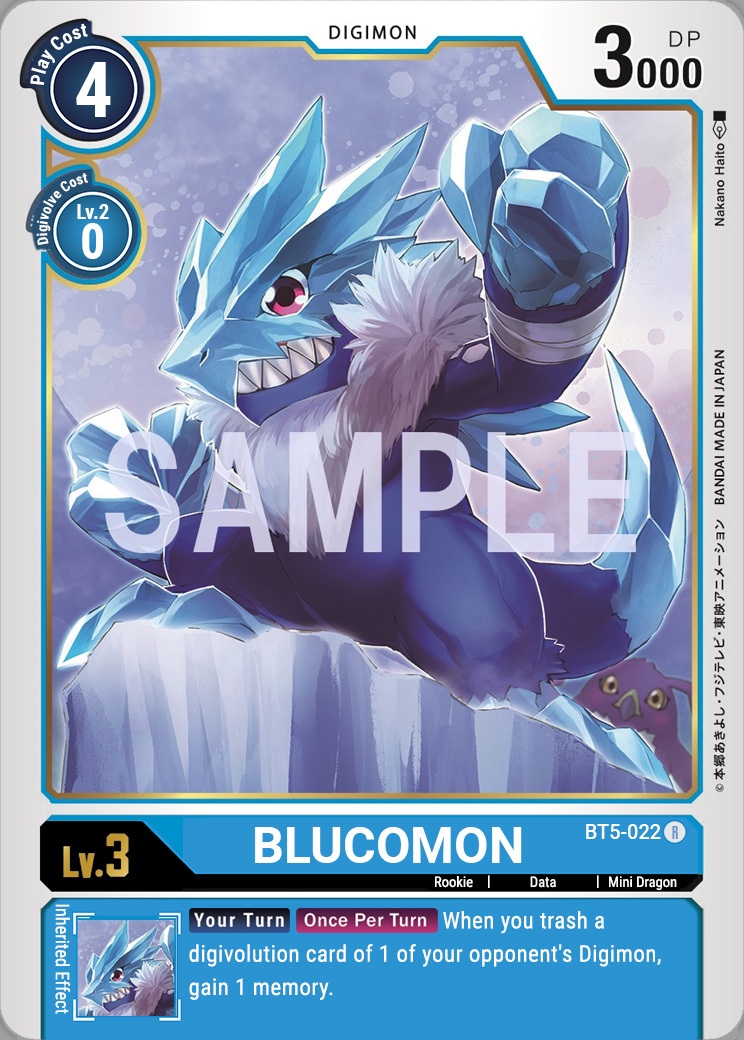 Play Cost
4
DIGIMON
3000
DP
Digivolve Cost
Lv.2
0
Nakano Haito
© 本郷あきよし・フジテレビ・東映アニメーション BANDAI MADE IN JAPAN
SAMPLE
Lv.3
BLUCOMON
BT5-022 R
Rookie | Data | Mini Dragon
Inherited Effect
Your Turn Once Per Turn When you trash a
digivolution card of 1 of your opponent's Digimon,
gain 1 memory.